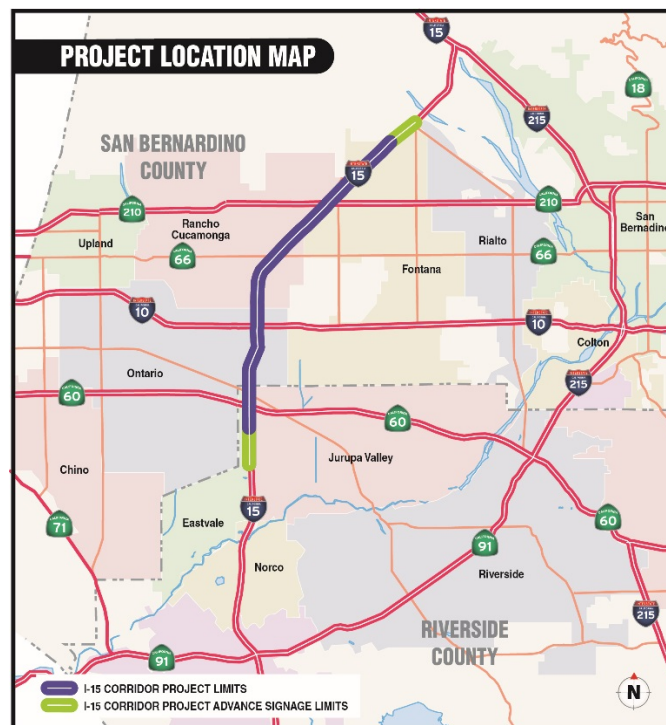 PROJECT LOCATION MAP
15
18
215
SAN BERNARDINO
COUNTY
15
210
210
San
Bernadino
Upland
Rancho
Cucamonga
Rialto
66
66
Fontana
10
10
Colton
Ontario
215
60
60
Jurupa Valley
Chino
71
Eastvale
15
60
Norco
91
Riverside
RIVERSIDE
COUNTY
215
91
I-15 CORRIDOR PROJECT LIMITS
I-15 CORRIDOR PROJECT ADVANCE SIGNAGE LIMITS
N